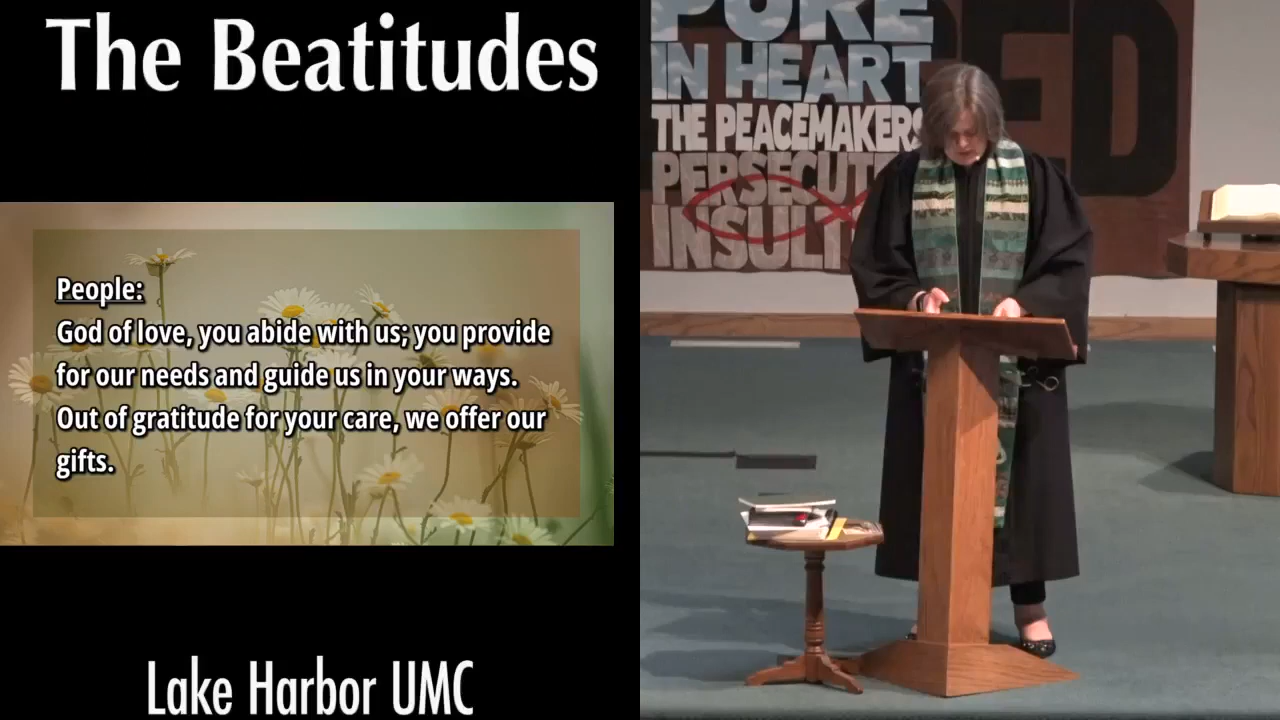 The Beatitudes
People:
God of love, you abide with us; you provide
for our needs and guide us in your ways.
Out of gratitude for your care, we offer our
gifts.
Lake Harbor UMC
PURE
IN HEART
THE PEACEMAKERS
PERSECUTE
INSULT
ED